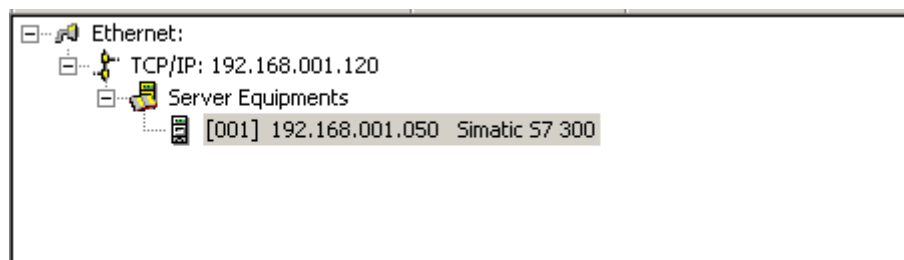 Ethernet:
TCP/IP: 192.168.001.120
Server Equipments
[001] 192.168.001.050 Simatic S7 300